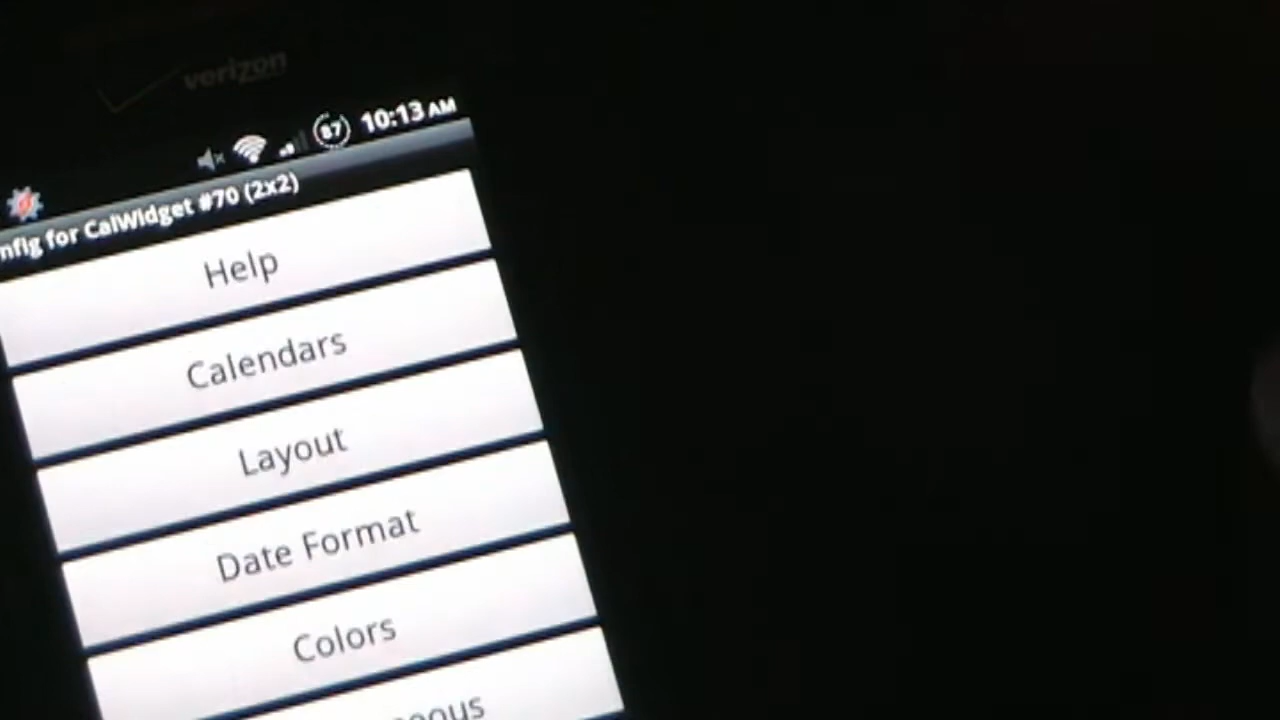 verizon
87 10:13 AM
nfig for CalWidget #70 (2x2)
Help
Calendars
Layout
Date Format
Colors